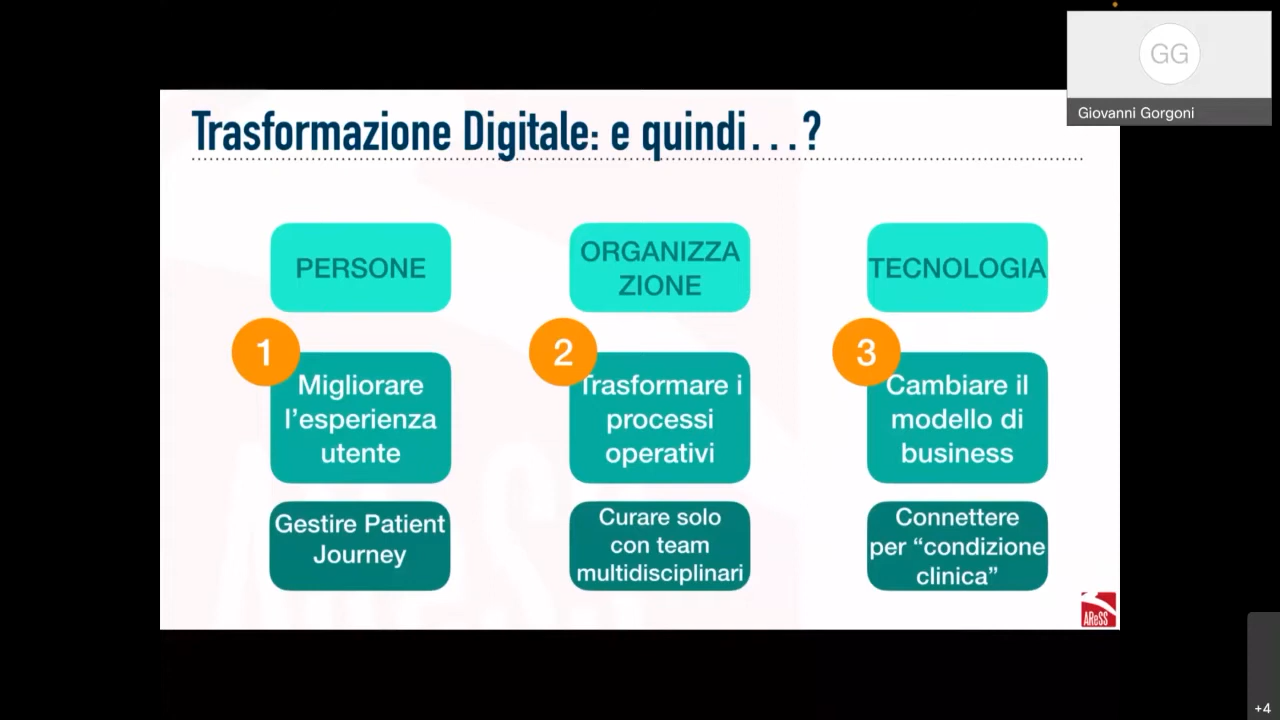 GG
Giovanni Gorgoni
Trasformazione Digitale: e quindi...?
PERSONE
ORGANIZZA
ZIONE
TECNOLOGIA
1
Migliorare
l'esperienza
utente
2
Trasformare i
processi
operativi
3
Cambiare il
modello di
business
Gestire Patient
Journey
Curare solo
con team
multidisciplinari
Connettere
per “condizione
clinica”
AReSS
+4